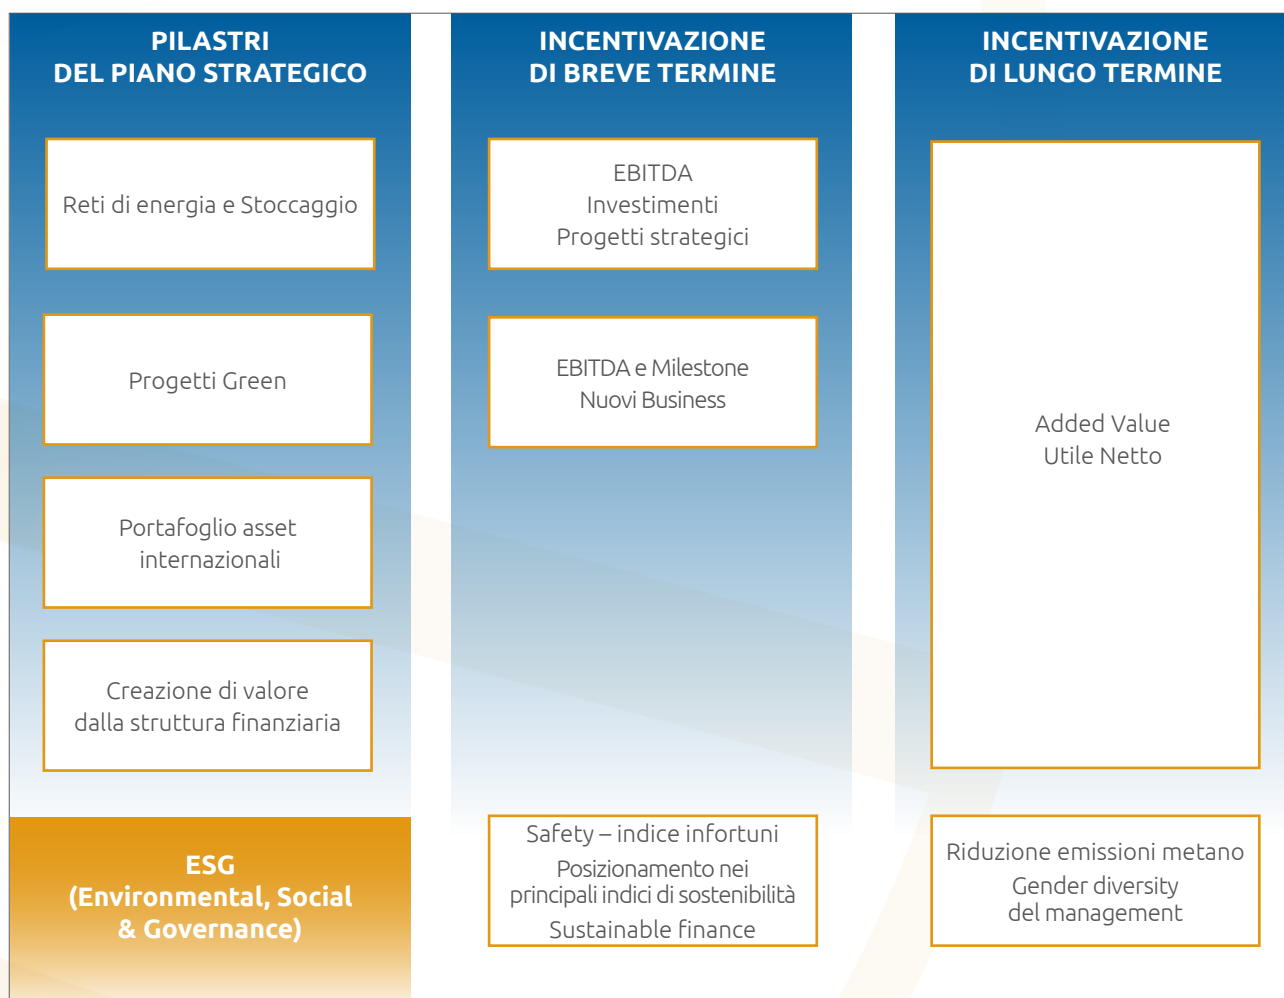 PILASTRI
DEL PIANO STRATEGICO
Reti di energia e Stoccaggio
Progetti Green
Portafoglio asset
internazionali
Creazione di valore
dalla struttura finanziaria
ESG
(Environmental, Social
& Governance)
INCENTIVAZIONE
DI BREVE TERMINE
EBITDA
Investimenti
Progetti strategici
EBITDA e Milestone
Nuovi Business
Safety – indice infortuni
Posizionamento nei
principali indici di sostenibilità
Sustainable finance
INCENTIVAZIONE
DI LUNGO TERMINE
Added Value
Utile Netto
Riduzione emissioni metano
Gender diversity
del management